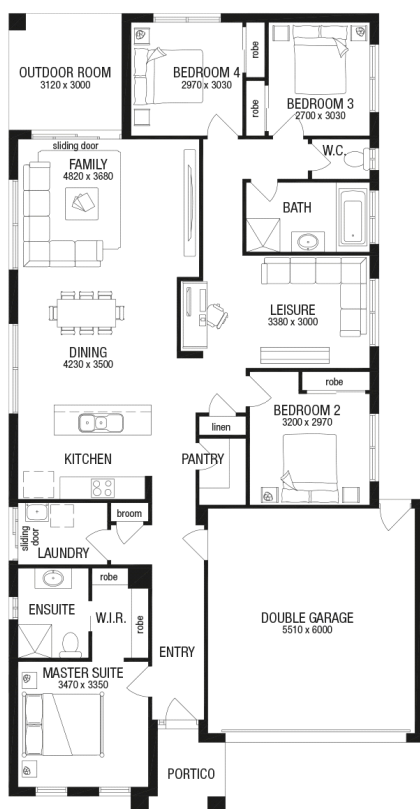 OUTDOOR ROOM
3120 x 3000
BEDROOM 4
2970 x 3030
robe
robe
BEDROOM 3
2700 x 3030
sliding door
FAMILY
4820 x 3680
W.C.
BATH
LEISURE
3380 x 3000
DINING
4230 x 3500
robe
BEDROOM 2
3200 x 2970
linen
KITCHEN
PANTRY
broom
sliding
door
LAUNDRY
robe
ENSUITE
W.I.R.
robe
DOUBLE GARAGE
5510 x 6000
ENTRY
MASTER SUITE
3470 x 3350
PORTICO